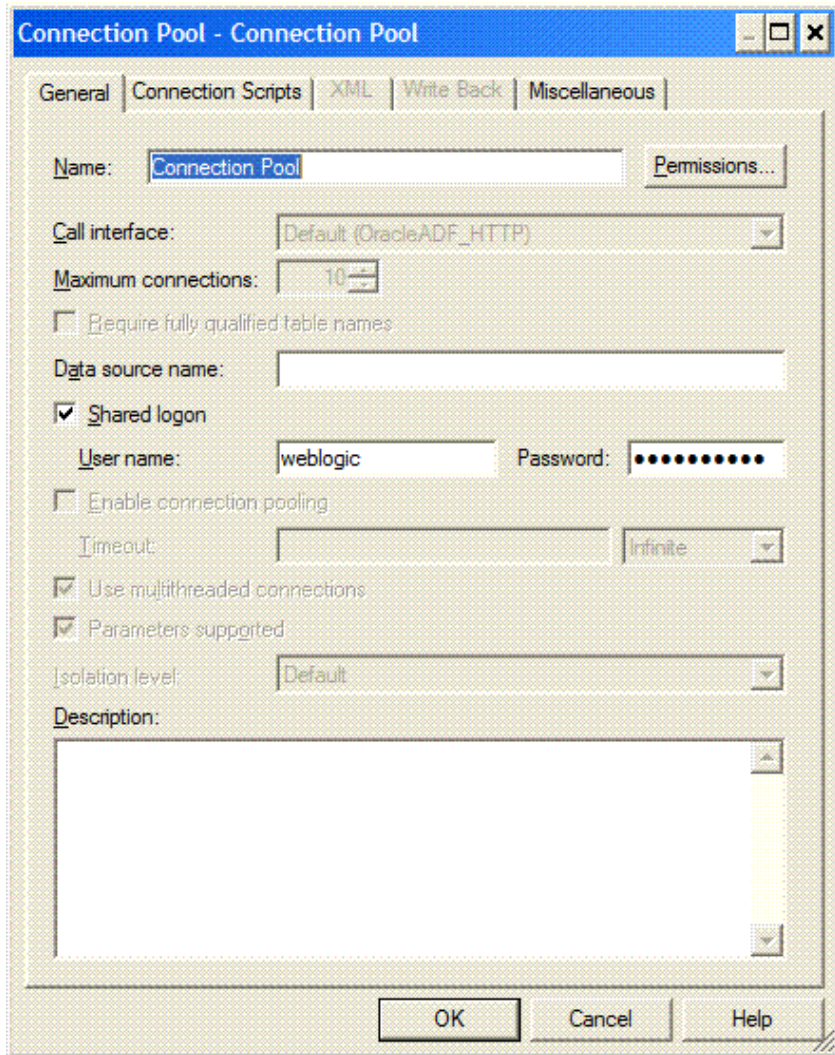 Connection Pool - Connection Pool
General Connection Scripts XML Write Back Miscellaneous
Name: Connection Pool Permissions...
Call interface: Default (OracleADF_HTTP)
Maximum connections: 10
Require fully qualified table names
Data source name:
Shared logon
User name: weblogic Password: ••••••••••
Enable connection pooling
Timeout: Infinite
Use multithreaded connections
Parameters supported
Isolation level: Default
Description:
OK Cancel Help